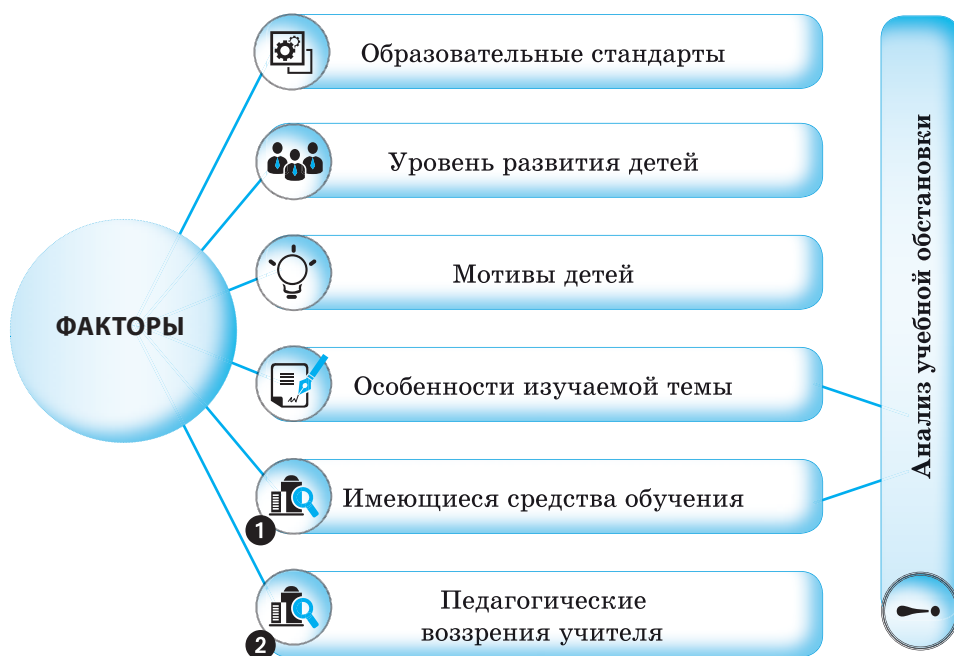 Образовательные стандарты
Уровень развития детей
Мотивы детей
ФАКТОРЫ
Особенности изучаемой темы
Имеющиеся средства обучения
1
Педагогические
воззрения учителя
2
Анализ учебной обстановки
!